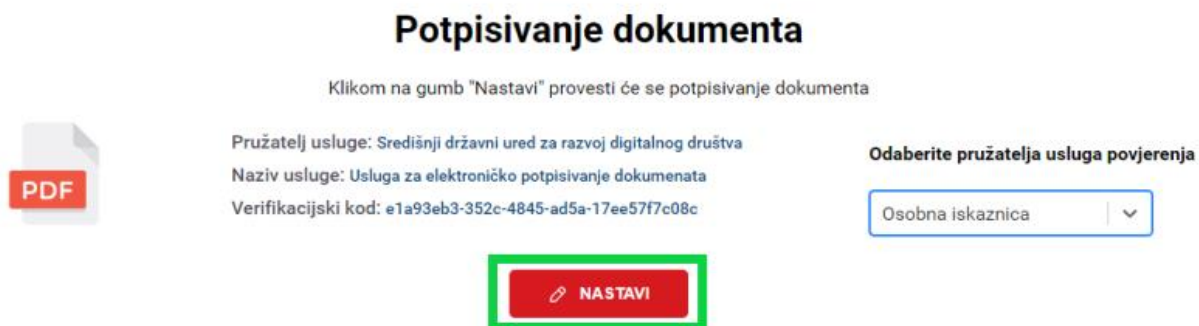 Potpisivanje dokumenta
Klikom na gumb "Nastavi" provesti će se potpisivanje dokumenta
PDF
Pružatelj usluge: Središnji državni ured za razvoj digitalnog društva
Naziv usluge: Usluga za elektroničko potpisivanje dokumenata
Verifikacijski kod: e1a93eb3-352c-4845-ad5a-17ee57f7c08c
Odaberite pružatelja usluga povjerenja
Osobna iskaznica
NASTAVI